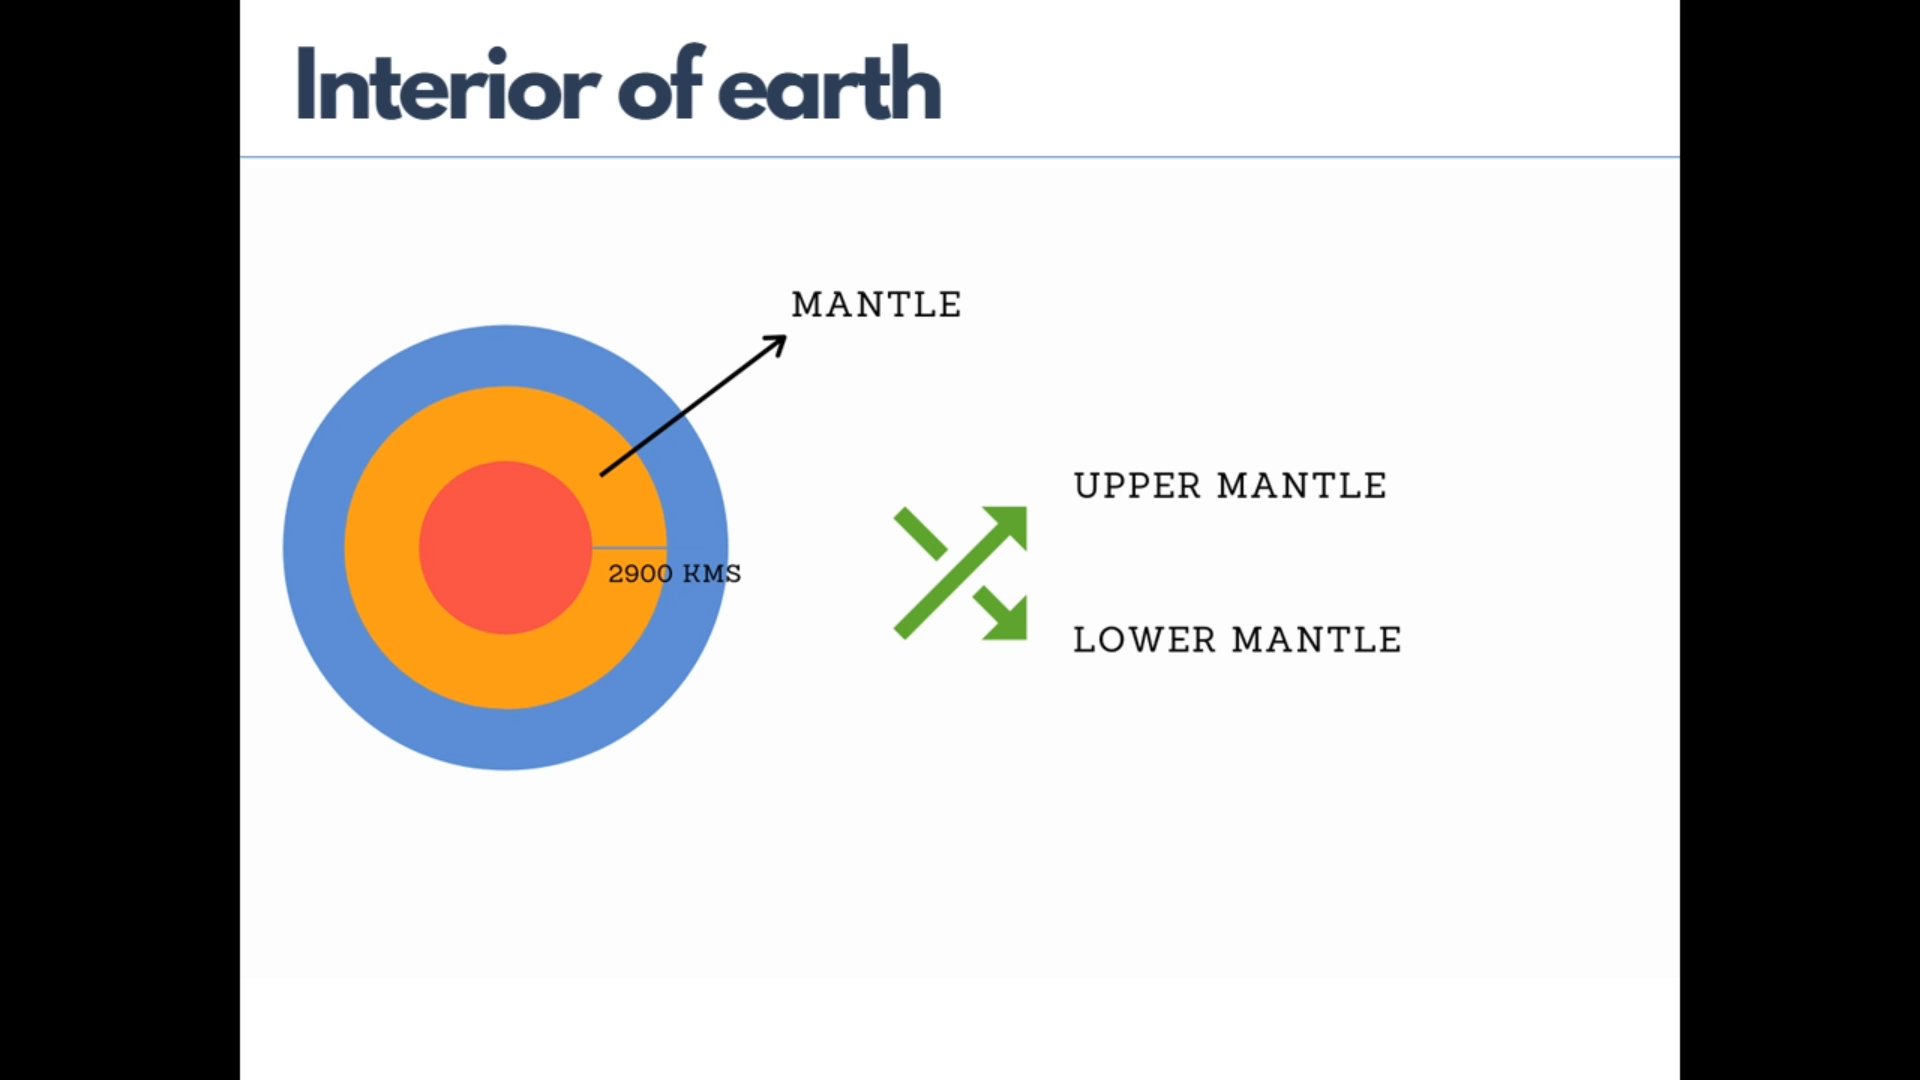 Interior of earth
MANTLE
UPPER MANTLE
2900 KMS
LOWER MANTLE